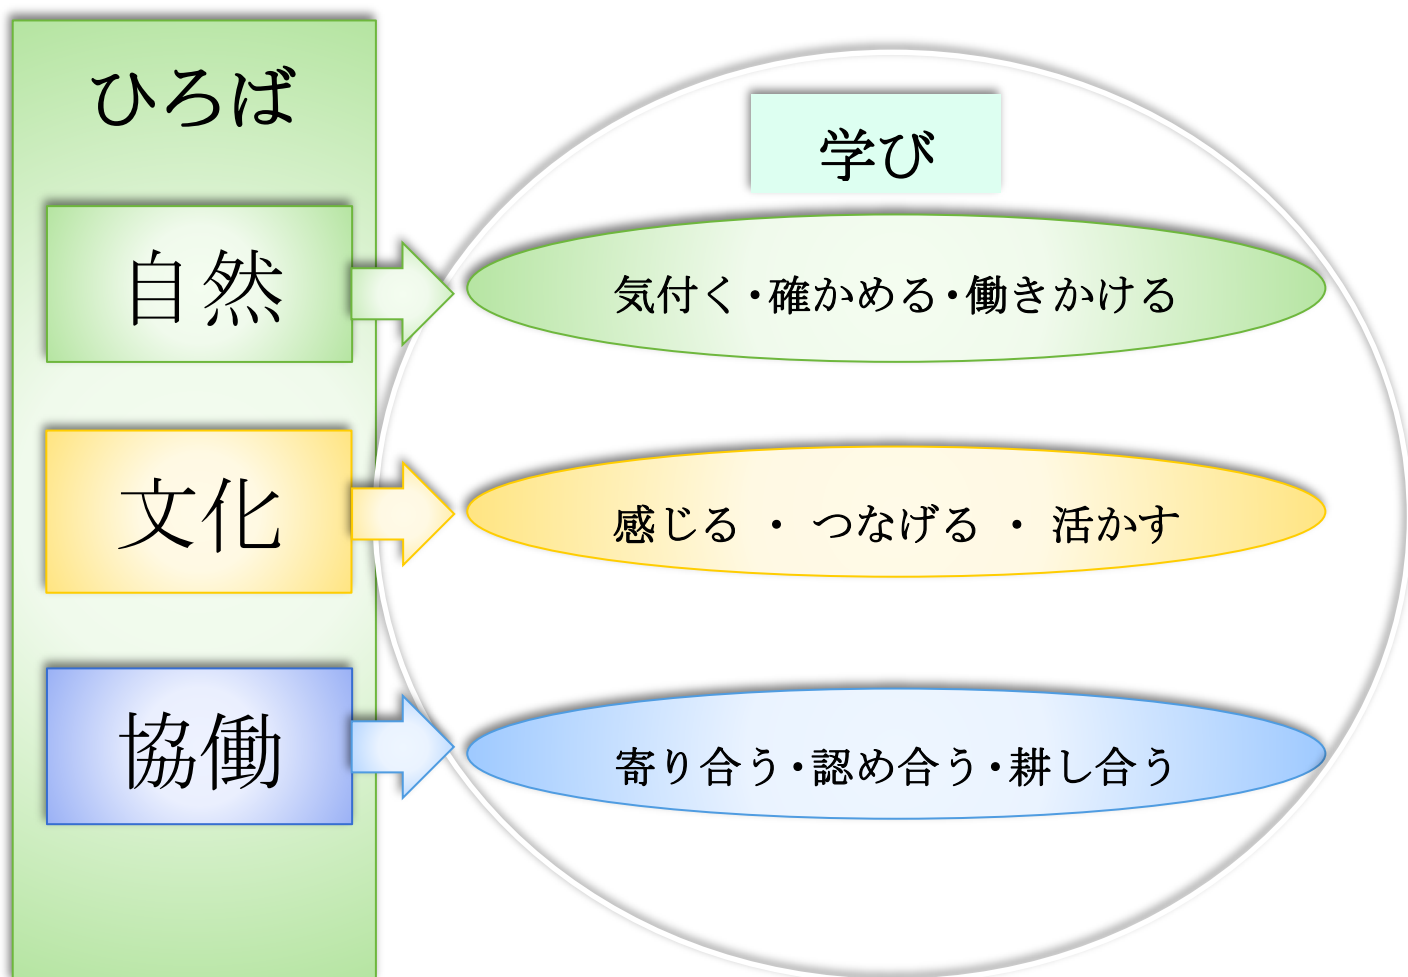 ひろば
学び
自然
気付く・確かめる・働きかける
文化
感じる ・ つなげる ・ 活かす
協働
寄り合う・認め合う・耕し合う